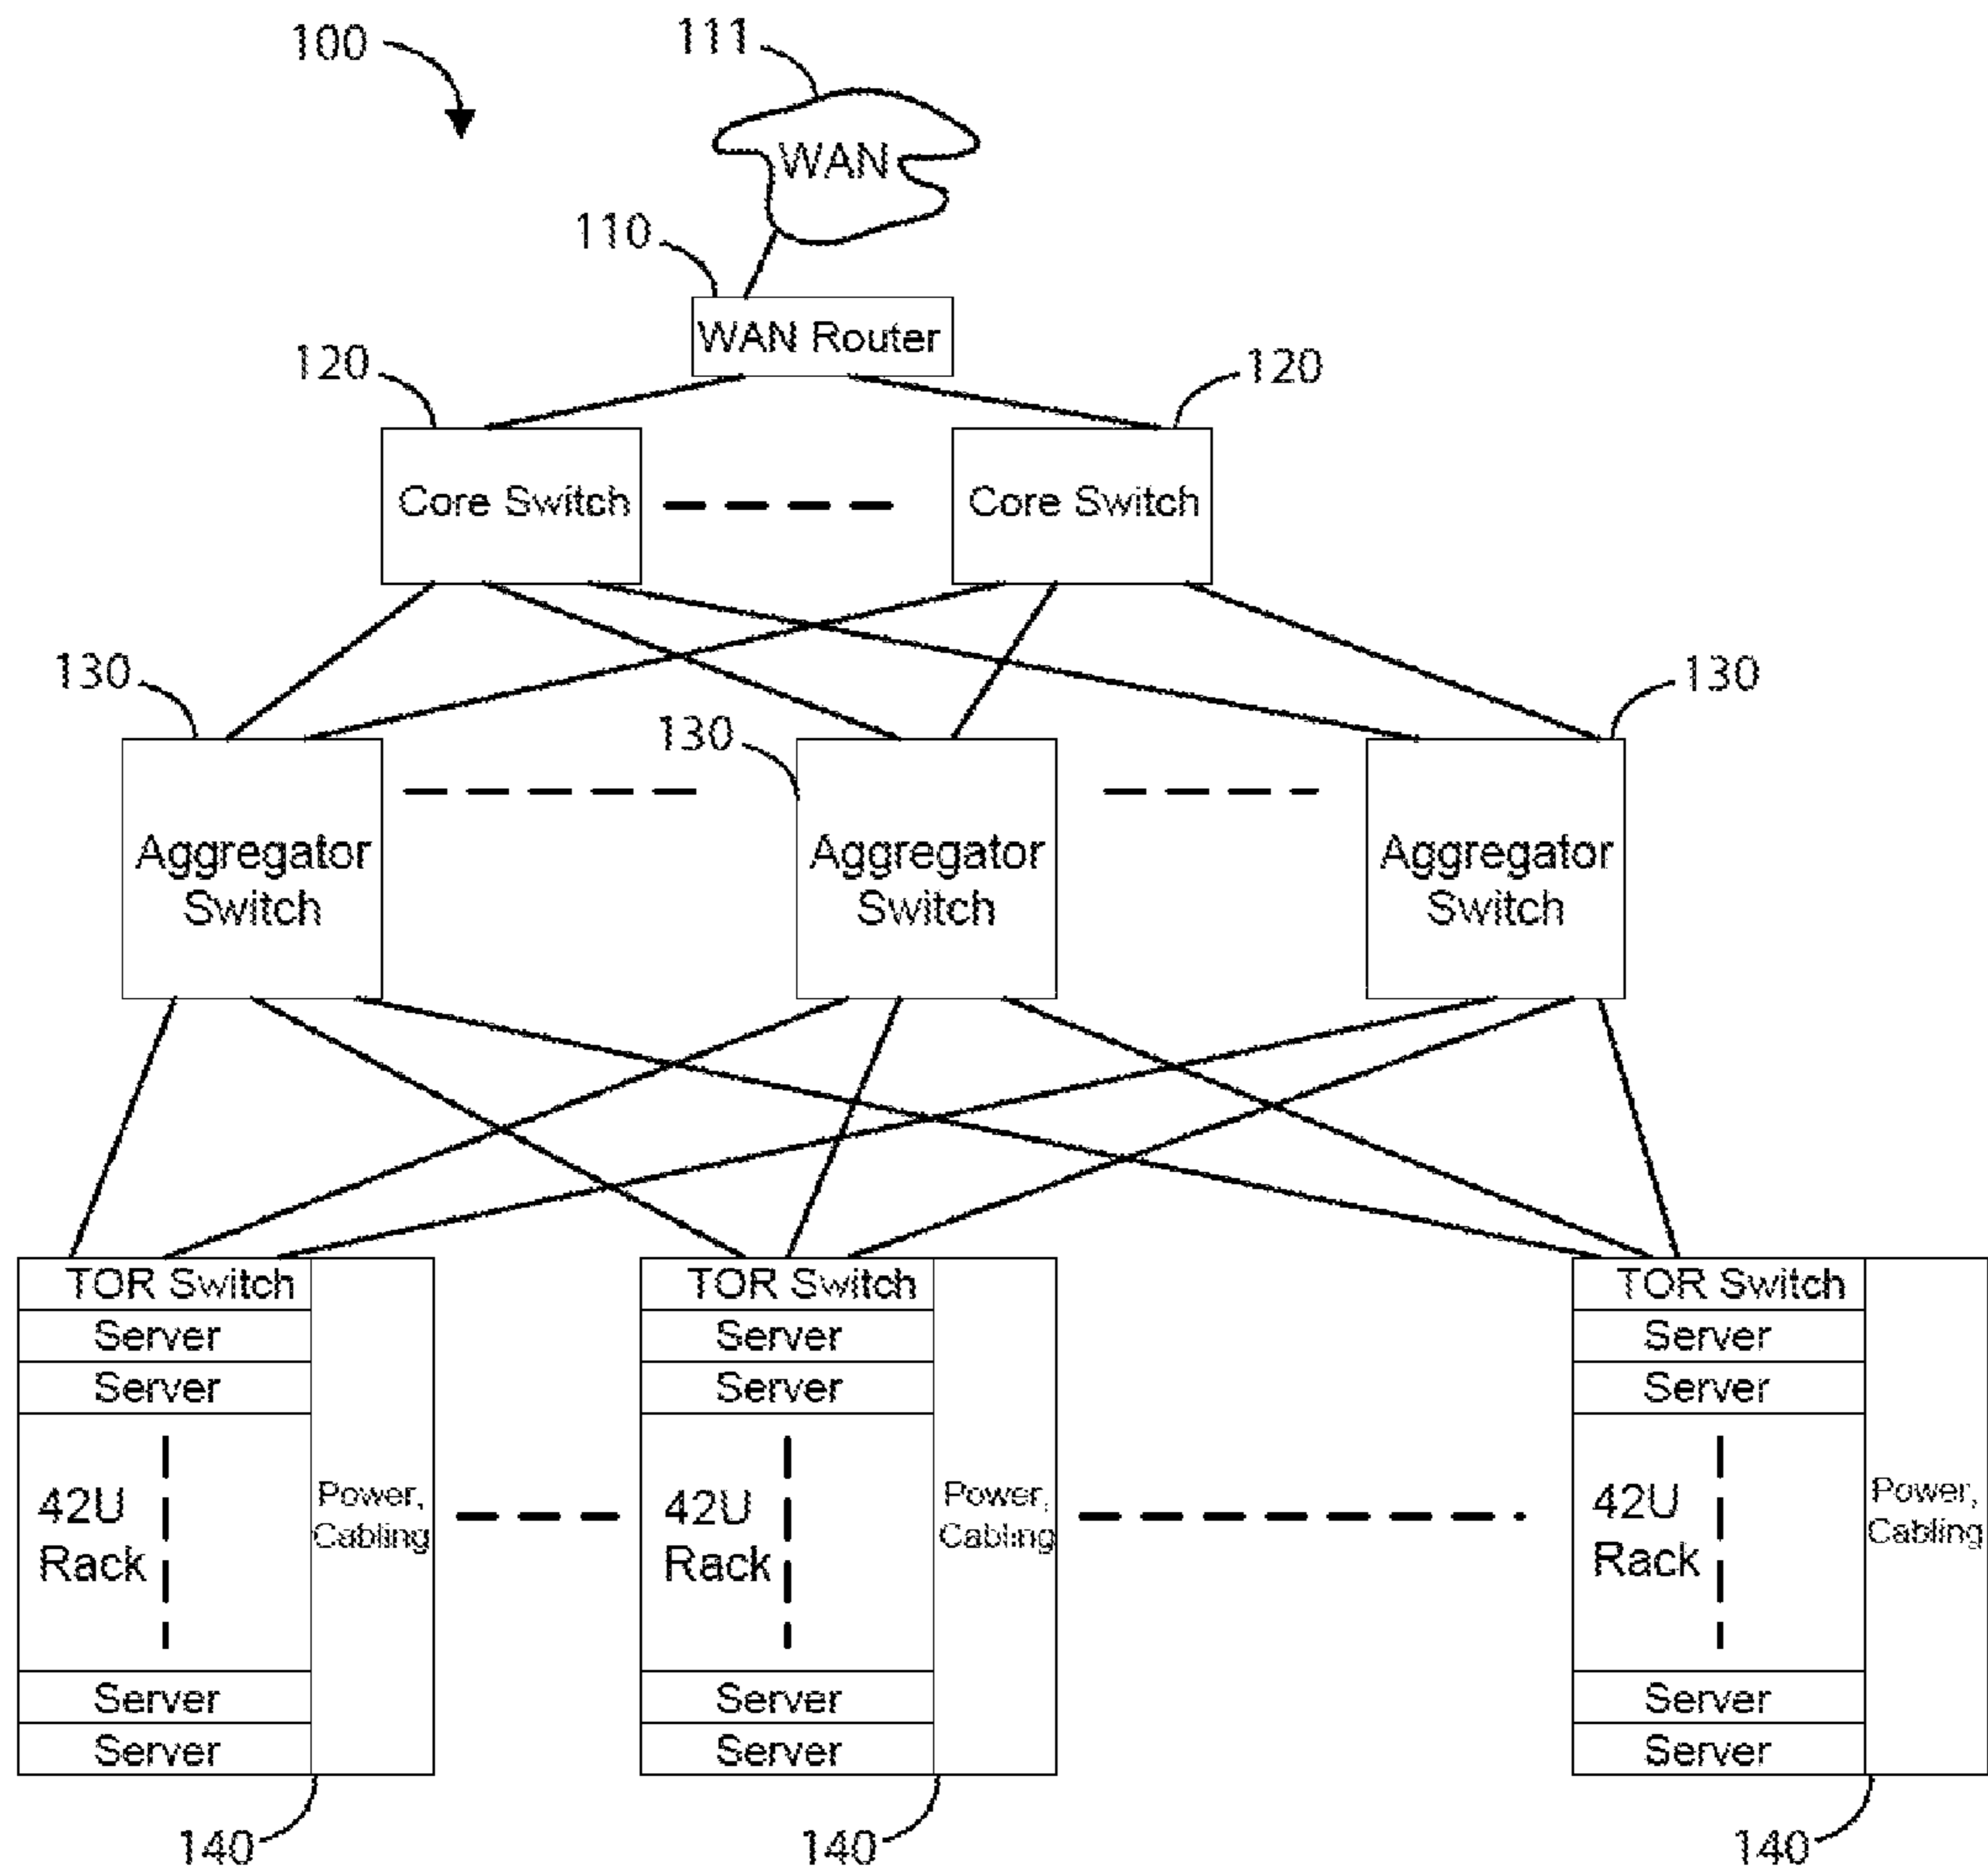 100
111
WAN
110
WAN Router
120
120
Core Switch
Core Switch
130
130
130
Aggregator
Switch
Aggregator
Switch
Aggregator
Switch
TOR Switch
Server
Server
42U
Rack
Power,
Cabling
Server
Server
140
TOR Switch
Server
Server
42U
Rack
Power,
Cabling
Server
Server
140
TOR Switch
Server
Server
42U
Rack
Power,
Cabling
Server
Server
140